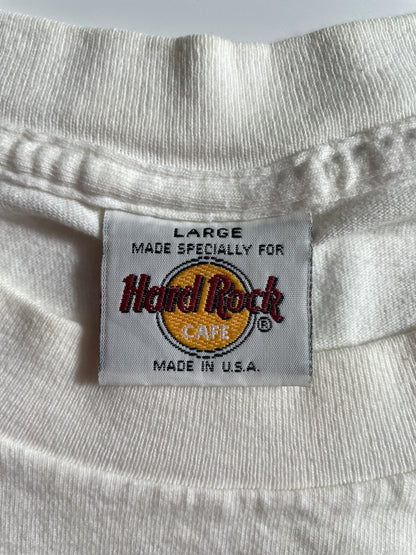 LARGE
MADE SPECIALLY FOR
Hard Rock
CAFE ®
MADE IN U.S.A.